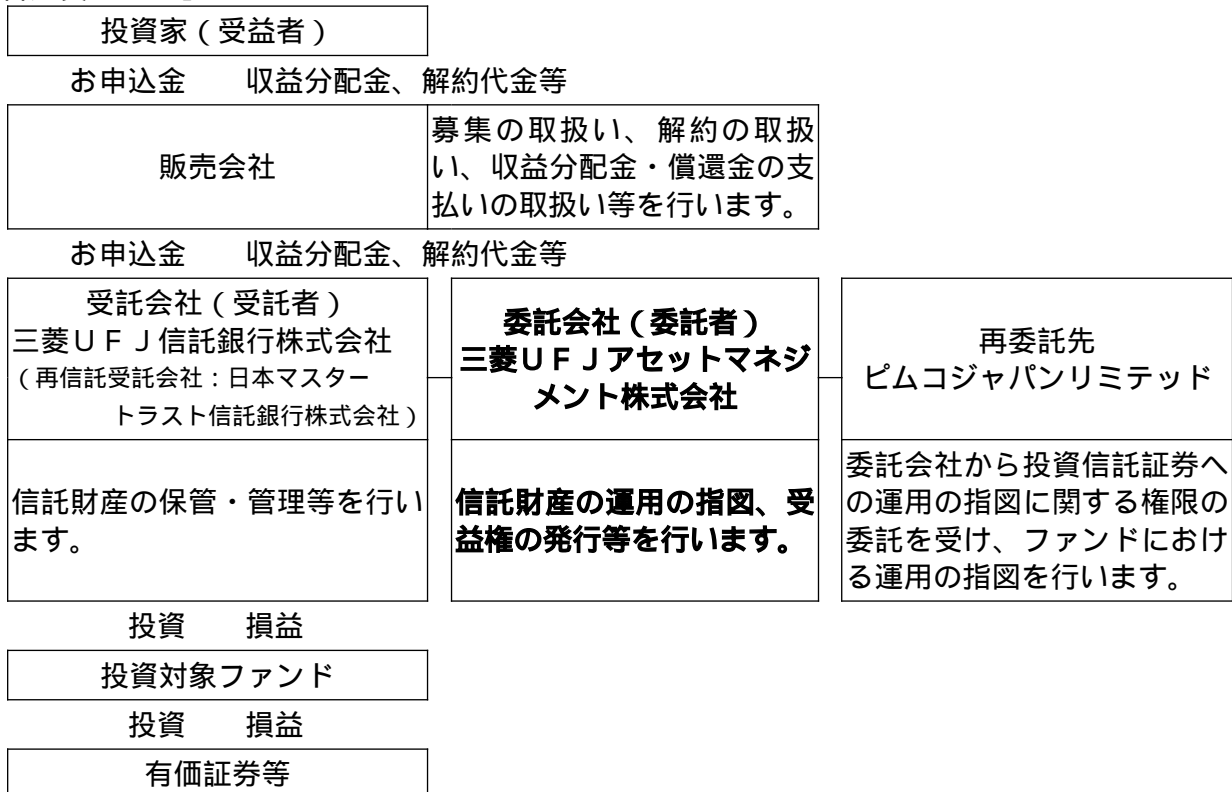 投資家（受益者）
お申込金　　収益分配金、解約代金等
販売会社
募集の取扱い、解約の取扱
い、収益分配金・償還金の支
払いの取扱い等を行います。
お申込金　　収益分配金、解約代金等
受託会社（受託者）
三菱ＵＦＪ信託銀行株式会社
（再信託受託会社：日本マスター
トラスト信託銀行株式会社）
委託会社（委託者）
三菱ＵＦＪアセットマネジ
メント株式会社
再委託先
ピムコジャパンリミテッド
信託財産の保管・管理等を行い
ます。
信託財産の運用の指図、受
益権の発行等を行います。
委託会社から投資信託証券へ
の運用の指図に関する権限の
委託を受け、ファンドにおけ
る運用の指図を行います。
投資　　損益
投資対象ファンド
投資　　損益
有価証券等